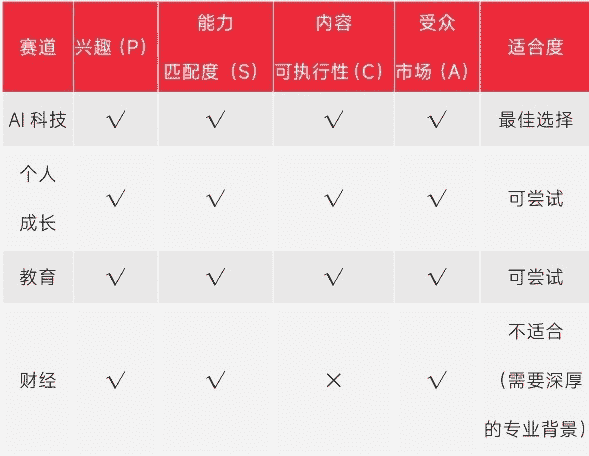 赛道 兴趣(P) 能力 匹配度(S) 内容 可执行性(C) 受众 市场(A) 适合度
AI科技 √ √ √ √ 最佳选择
个人
成长 √ √ √ √ 可尝试
教育 √ √ √ √ 可尝试
财经 √ √ × √ 不适合
(需要深厚
的专业背景)